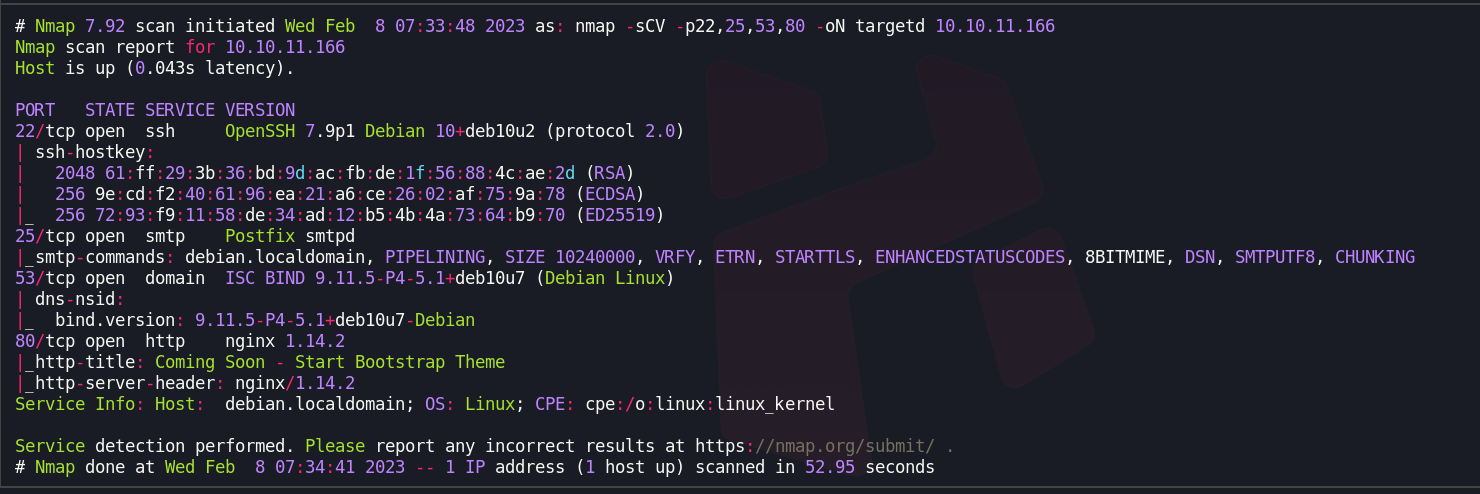 # Nmap 7.92 scan initiated Wed Feb  8 07:33:48 2023 as: nmap -sCV -p22,25,53,80 -oN targetd 10.10.11.166
Nmap scan report for 10.10.11.166
Host is up (0.043s latency).

PORT   STATE SERVICE VERSION
22/tcp open  ssh     OpenSSH 7.9p1 Debian 10+deb10u2 (protocol 2.0)
| ssh-hostkey:
|   2048 61:ff:29:3b:36:bd:9d:ac:fb:de:1f:56:88:4c:ae:2d (RSA)
|   256 9e:cd:f2:40:61:96:ea:21:a6:ce:26:02:af:75:9a:78 (ECDSA)
|_  256 72:93:f9:11:58:de:34:ad:12:b5:4b:4a:73:64:b9:70 (ED25519)
25/tcp open  smtp    Postfix smtpd
|_smtp-commands: debian.localdomain, PIPELINING, SIZE 10240000, VRFY, ETRN, STARTTLS, ENHANCEDSTATUSCODES, 8BITMIME, DSN, SMTPUTF8, CHUNKING
53/tcp open  domain  ISC BIND 9.11.5-P4-5.1+deb10u7 (Debian Linux)
| dns-nsid:
|_  bind.version: 9.11.5-P4-5.1+deb10u7-Debian
80/tcp open  http    nginx 1.14.2
|_http-title: Coming Soon - Start Bootstrap Theme
|_http-server-header: nginx/1.14.2
Service Info: Host:  debian.localdomain; OS: Linux; CPE: cpe:/o:linux:linux_kernel

Service detection performed. Please report any incorrect results at https://nmap.org/submit/ .
# Nmap done at Wed Feb  8 07:34:41 2023 -- 1 IP address (1 host up) scanned in 52.95 seconds